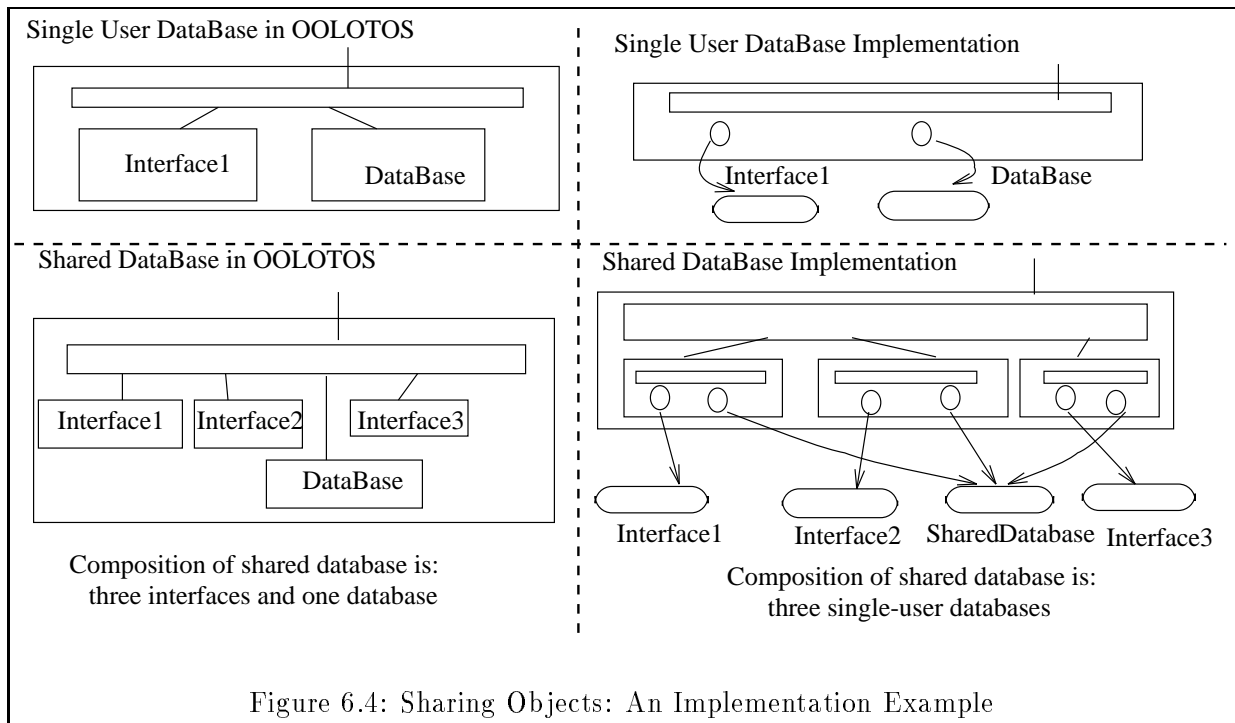 Single User DataBase in OOLOTOS
Interface1
DataBase
Single User DataBase Implementation
Interface1
DataBase
Shared DataBase in OOLOTOS
Interface1
Interface2
Interface3
DataBase
Composition of shared database is:
three interfaces and one database
Shared DataBase Implementation
Interface1
Interface2
SharedDatabase
Interface3
Composition of shared database is:
three single-user databases
Figure 6.4: Sharing Objects: An Implementation Example